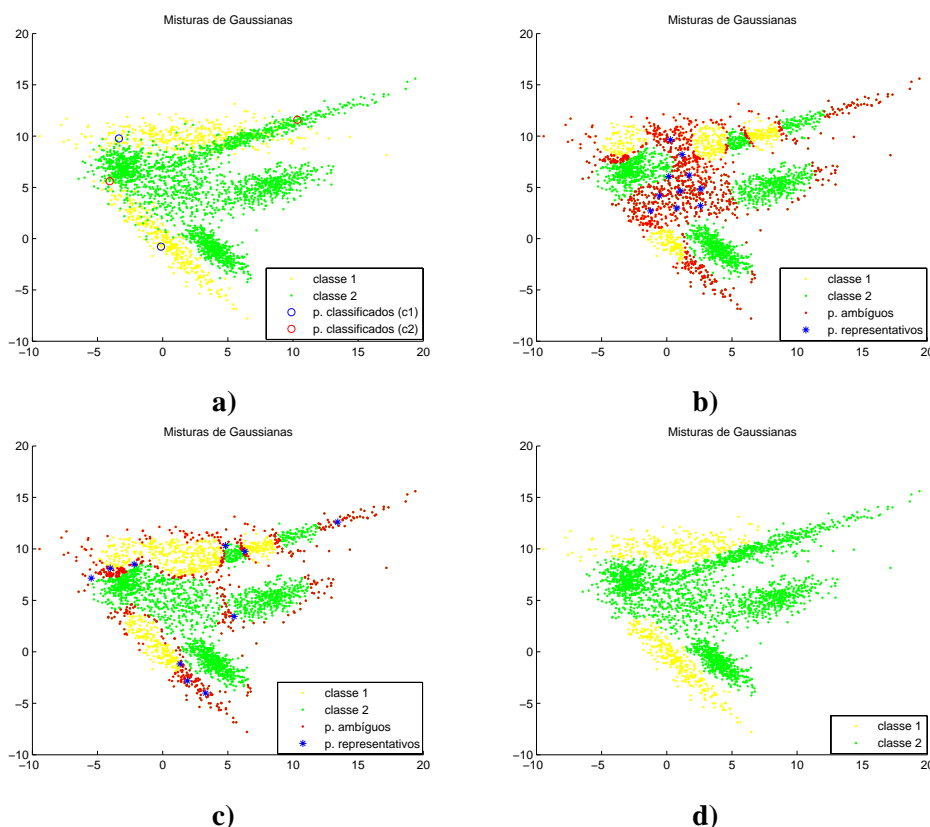 Misturas de Gaussianas
20
15
10
5
0
−5
−10
−10
−5
0
5
10
15
20
classe 1
classe 2
p. classificados (c1)
p. classificados (c2)
a)
Misturas de Gaussianas
20
15
10
5
0
−5
−10
−10
−5
0
5
10
15
20
classe 1
classe 2
p. ambíguos
p. representativos
b)
Misturas de Gaussianas
20
15
10
5
0
−5
−10
−10
−5
0
5
10
15
20
classe 1
classe 2
p. ambíguos
p. representativos
c)
Misturas de Gaussianas
20
15
10
5
0
−5
−10
−10
−5
0
5
10
15
20
classe 1
classe 2
d)